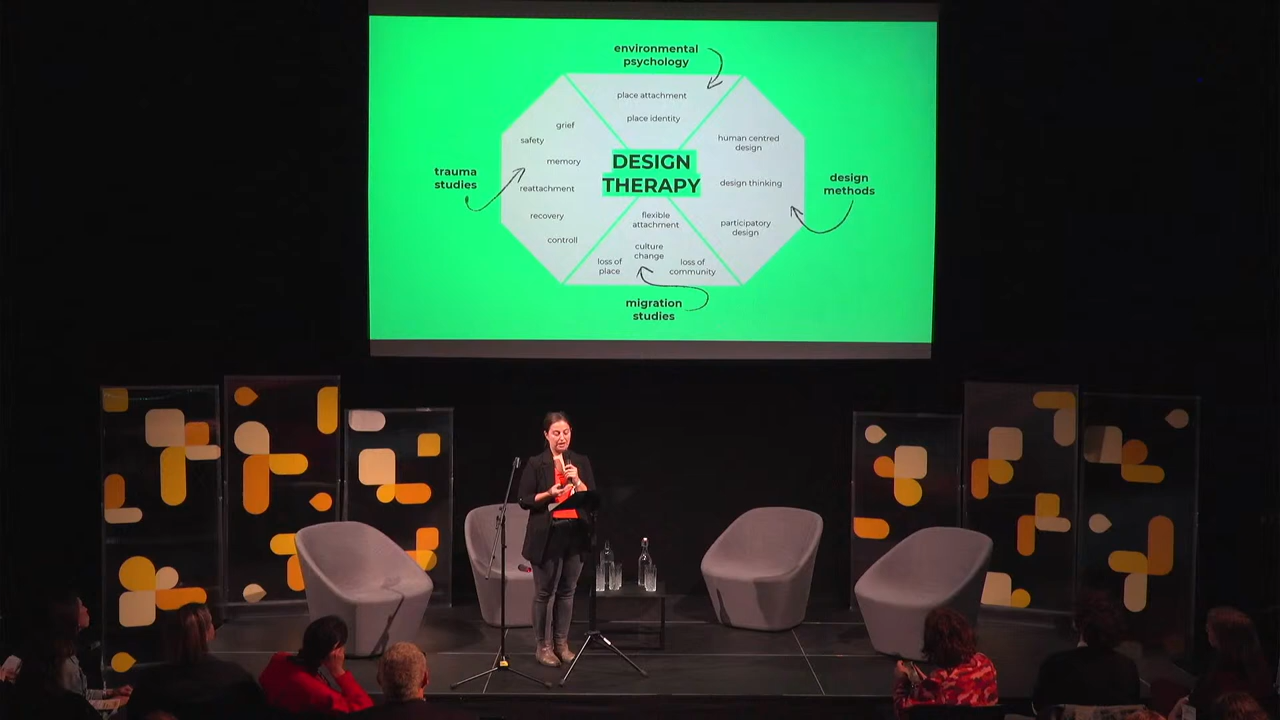 environmental
psychology
place attachment
place identity
grief
safety
memory
reattachment
recovery
controll
trauma
studies
DESIGN
THERAPY
human centred
design
design thinking
participatory
design
design
methods
flexible
attachment
culture
change
loss of
place
loss of
community
migration
studies